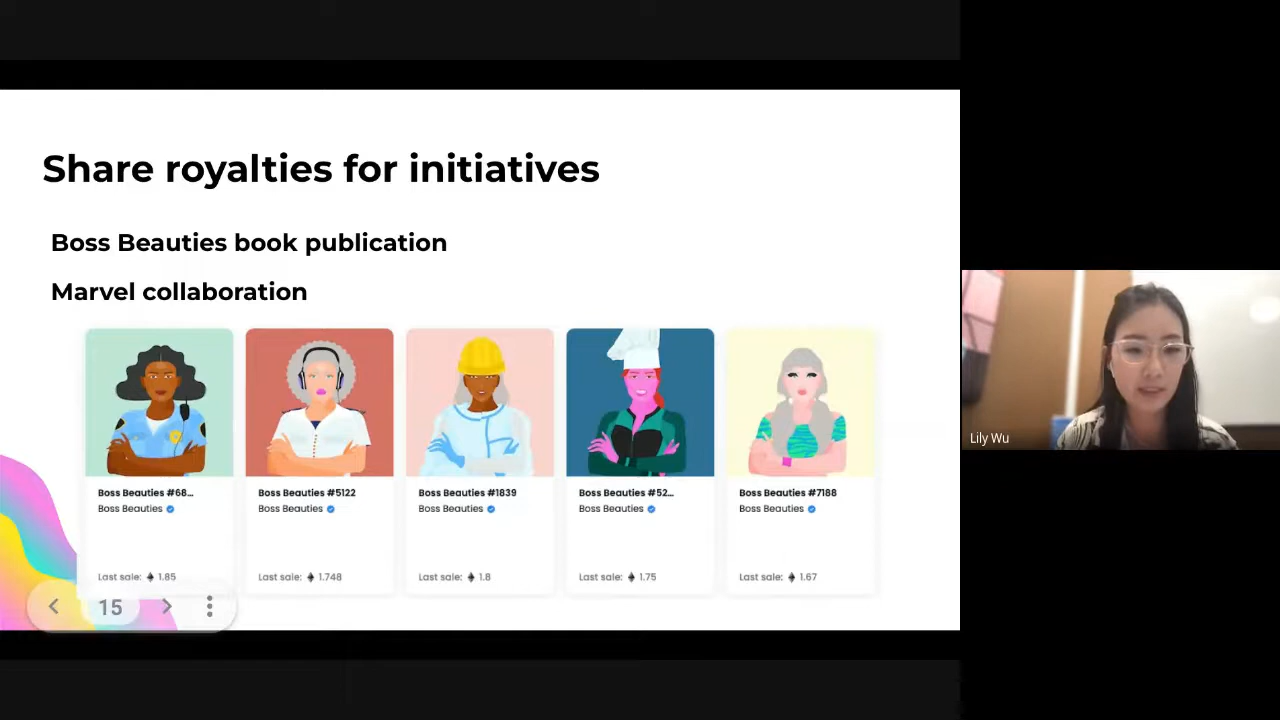 Share royalties for initiatives
Boss Beauties book publication
Marvel collaboration
Boss Beauties #68...
Boss Beauties
Last sale: 1.85
Boss Beauties #5122
Boss Beauties
Last sale: 1.748
Boss Beauties #1839
Boss Beauties
Last sale: 1.8
Boss Beauties #52...
Boss Beauties
Last sale: 1.75
Boss Beauties #7188
Boss Beauties
Last sale: 1.67
15
Lily Wu